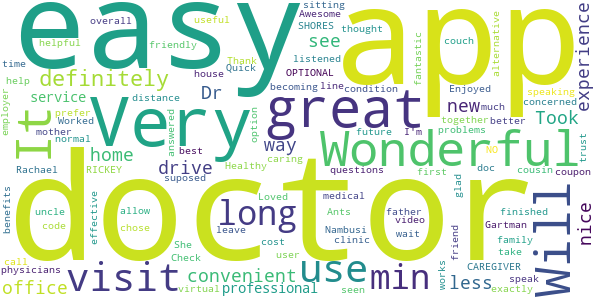 easy
app
doctor
Very
great
Wonderful
It
long
visit
use
min
will
definitely
see
new
Took
experience
Dr
service
home
drive
way
office
convenient
professional
less
nice
overall
useful
sitting
Awesome
SHORES
thought
couch
helpful
friendly
Thank
Quick
listened
OPTIONAL
time
help
house
becoming
line
condition
Enjoyed
fantastic
alternative
speaking
concerned
employer
prefer
Worked
distance
mother
normal
answered
option
future
I'm
together
much
better
problems
NO
trust
Rachael
RICKEY
best
suposed
Healthy
caring
questions
first
doc
cousin
coupon
glad
benefits
uncle
code
effective
allow
chose
She
Check
Loved
leave
cost
user
medical
Ants
Nambusi
clinic
seen
father
video
wait
friend
works
Gartman
family
take
finished
CAREGIVER
speak
exactly
call
physicians
virtual